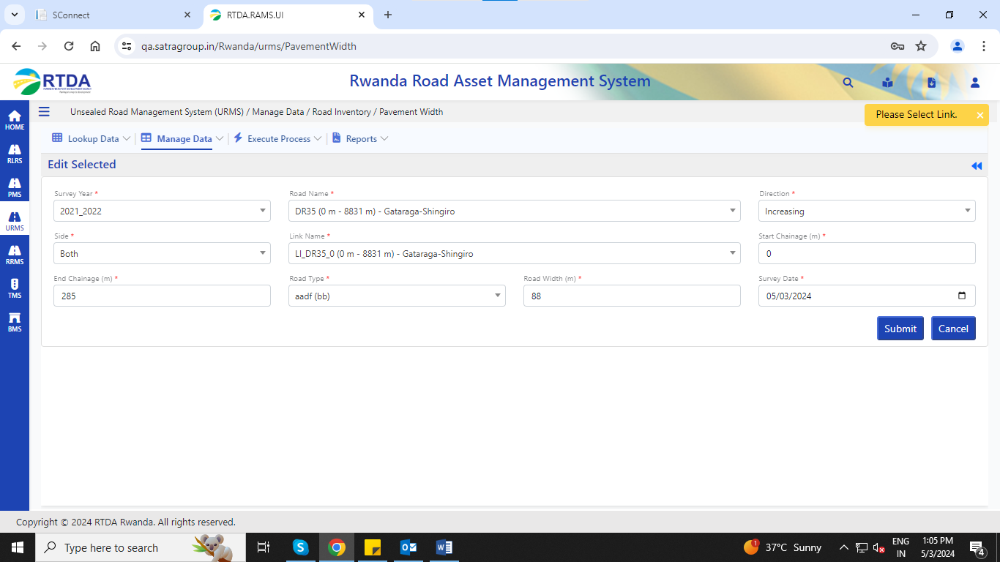 SConnect
RTDA.RAMS.UI
qa.satragroup.in/Rwanda/urms/PavementWidth
RTDA
Rwanda Road Asset Management System
HOME
RLRS
PMS
URMS
RRMS
TMS
BMS
Unsealed Road Management System (URMS) / Manage Data / Road Inventory / Pavement Width
Please Select Link.
Lookup Data
Manage Data
Execute Process
Reports
Edit Selected
Survey Year *
Road Name *
Direction *
2021_2022
DR35 (0 m - 8831 m) - Gataraga-Shingiro
Increasing
Side *
Link Name *
Start Chainage (m) *
Both
LI_DR35_0 (0 m - 8831 m) - Gataraga-Shingiro
0
End Chainage (m) *
Road Type *
Road Width (m) *
Survey Date *
285
aadf (bb)
88
05/03/2024
Submit
Cancel
Copyright © 2024 RTDA Rwanda. All rights reserved.
Type here to search
1
37°C Sunny
ENG
IN
1:05 PM
5/3/2024
4